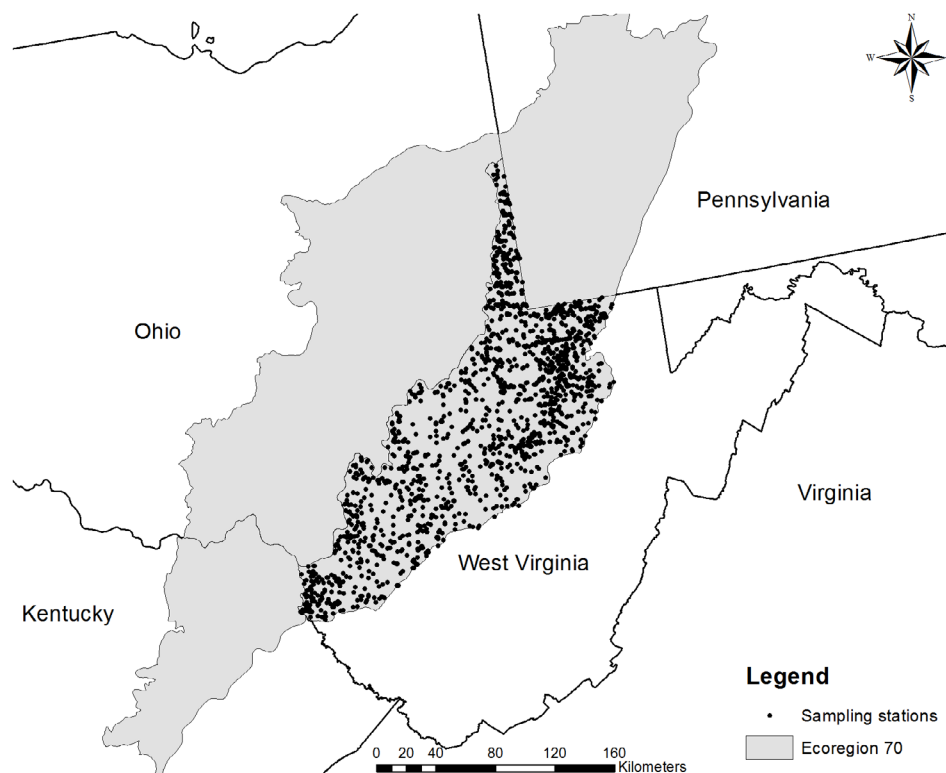 N
W
S
Pennsylvania
Ohio
Virginia
West Virginia
Kentucky
Legend
Sampling stations
Ecoregion 70
0 20 40 80 120 160
Kilometers